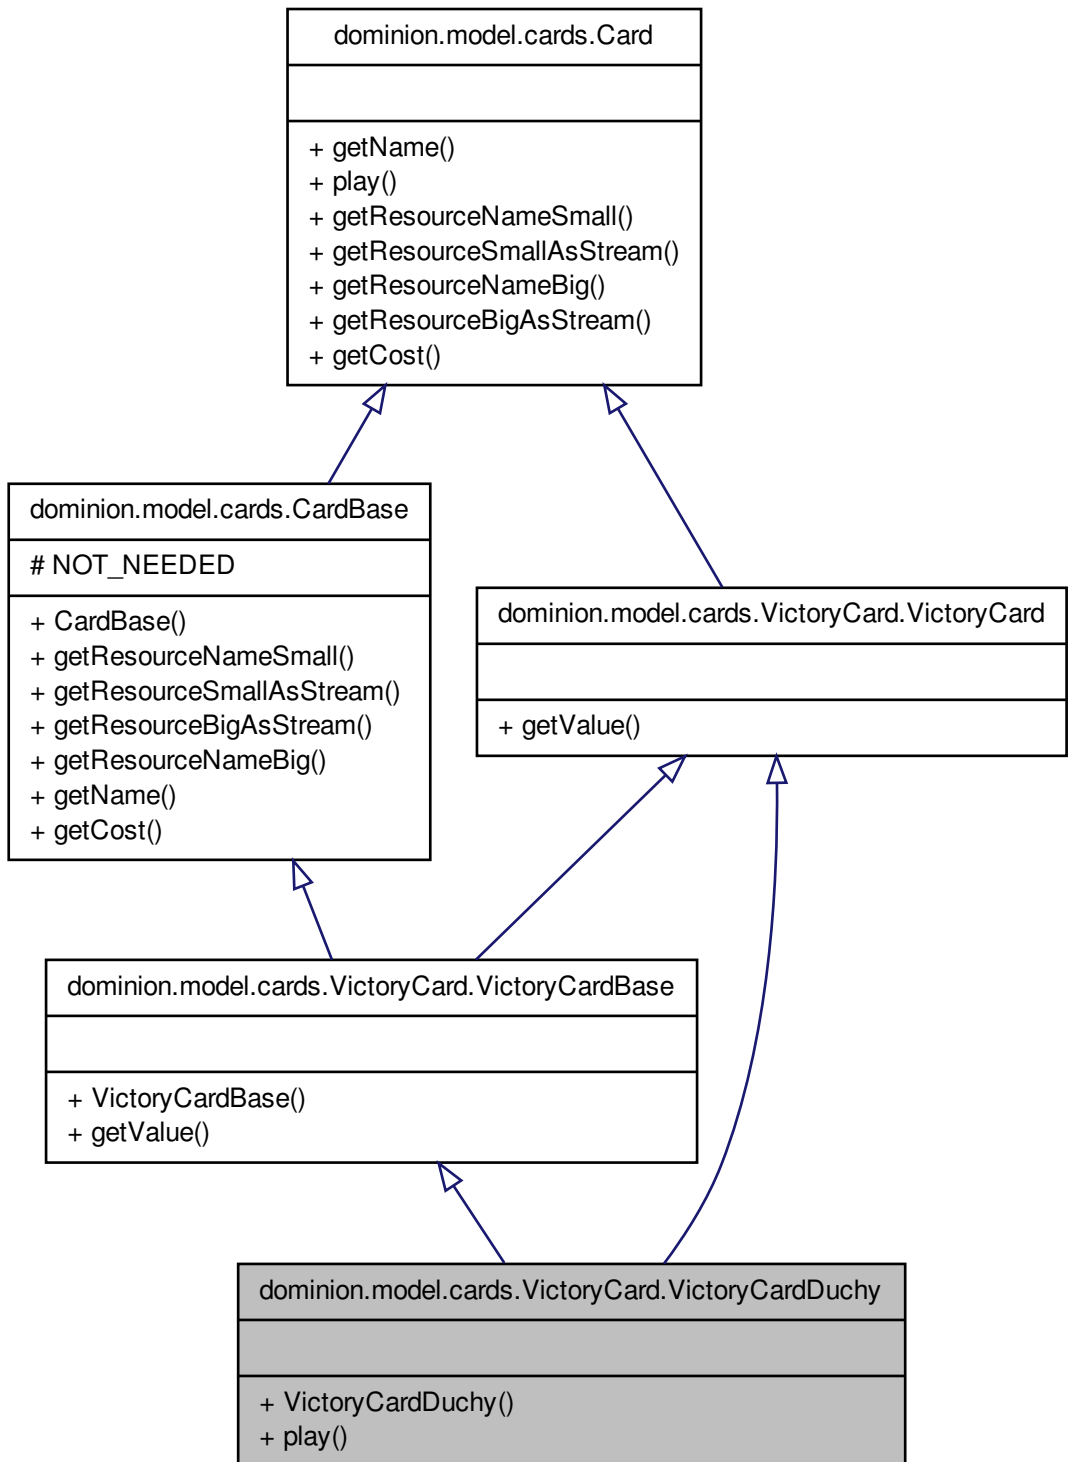 dominion.model.cards.Card
+ getName()
+ play()
+ getResourceNameSmall()
+ getResourceSmallAsStream()
+ getResourceNameBig()
+ getResourceBigAsStream()
+ getCost()
dominion.model.cards.CardBase
# NOT_NEEDED
+ CardBase()
+ getResourceNameSmall()
+ getResourceSmallAsStream()
+ getResourceBigAsStream()
+ getResourceNameBig()
+ getName()
+ getCost()
dominion.model.cards.VictoryCard.VictoryCard
+ getValue()
dominion.model.cards.VictoryCard.VictoryCardBase
+ VictoryCardBase()
+ getValue()
dominion.model.cards.VictoryCard.VictoryCardDuchy
+ VictoryCardDuchy()
+ play()